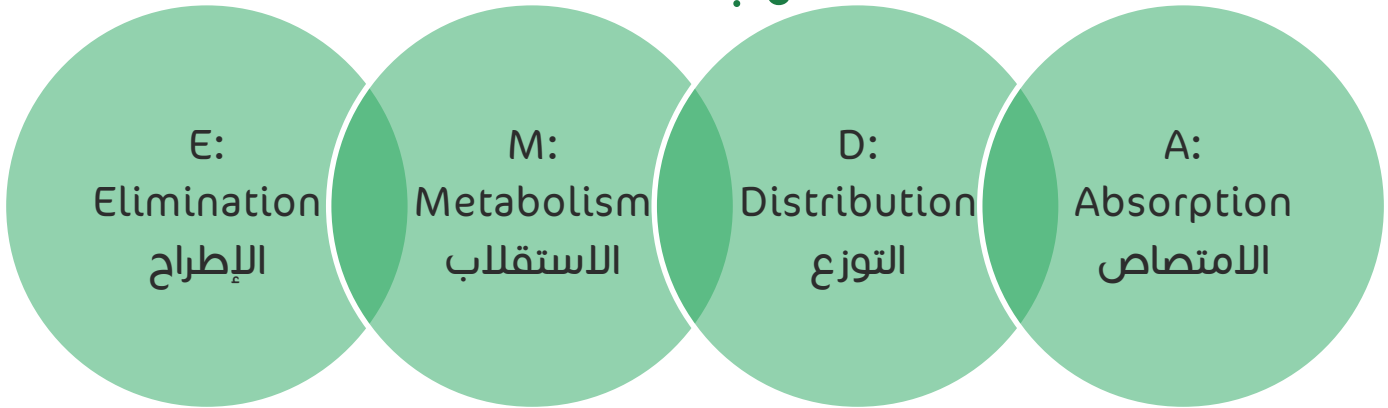 A:
Absorption
الامتصاص
D:
Distribution
التوزع
M:
Metabolism
الاستقلاب
E:
Elimination
الإطراح